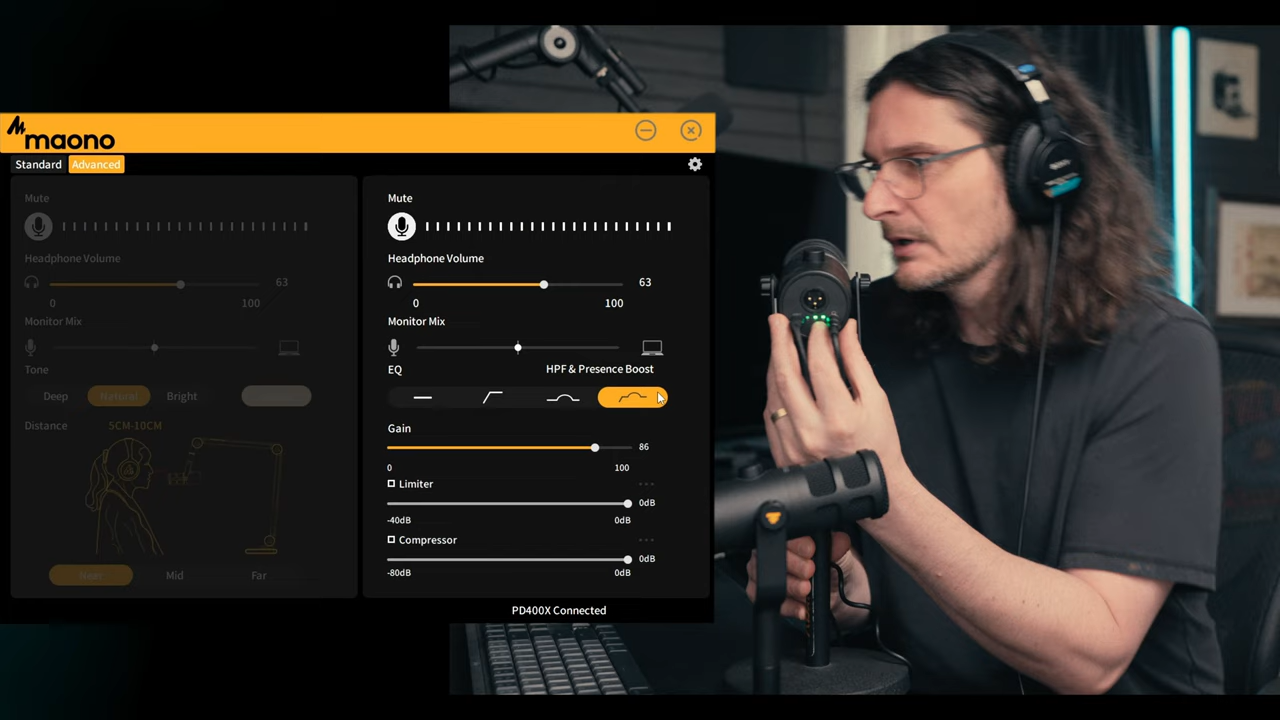 maono
Standard Advanced
Mute
Headphone Volume
63
0 100
Monitor Mix
Tone
Deep Natural Bright
Distance 5CM-10CM
Near Mid Far
Mute
Headphone Volume
63
0 100
Monitor Mix
EQ HPF & Presence Boost
Gain
86
0 100
Limiter
0dB
-40dB 0dB
Compressor
0dB
-80dB 0dB
PD400X Connected